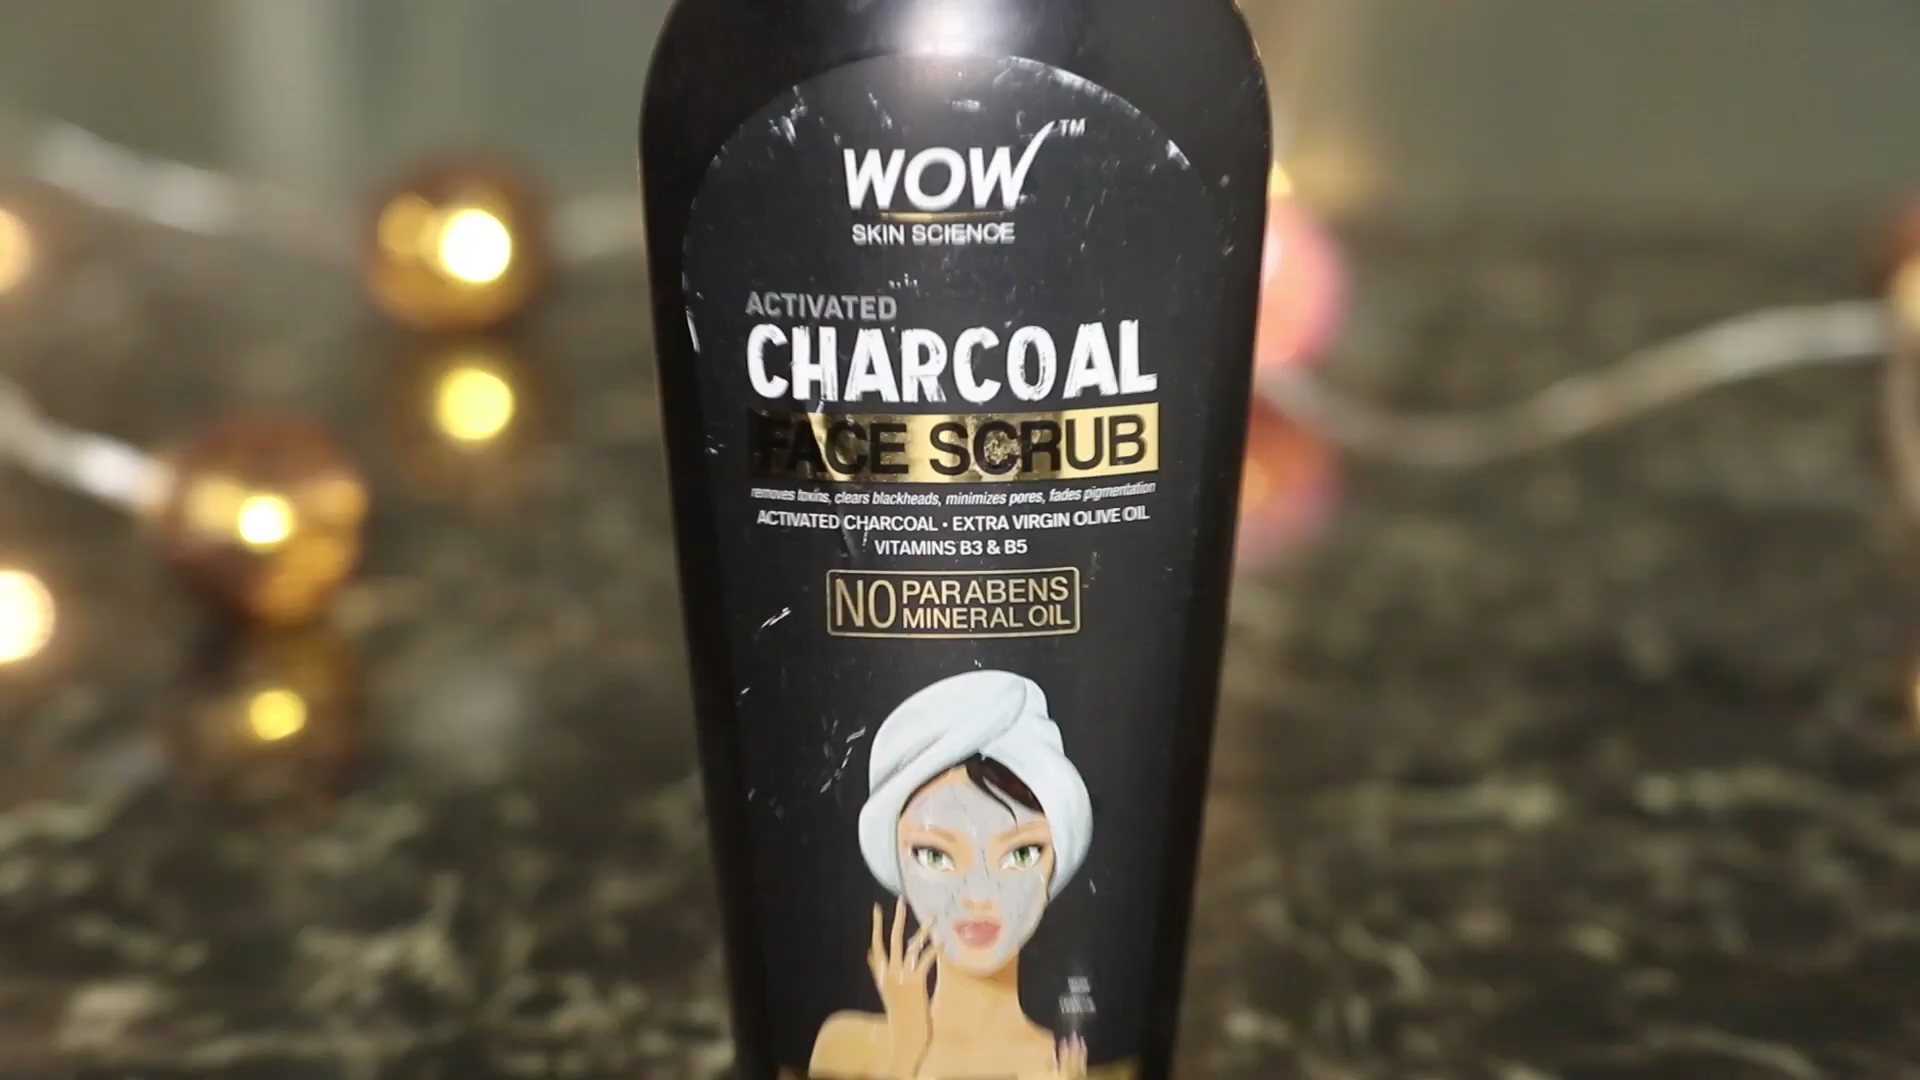 WOW™
SKIN SCIENCE
ACTIVATED
CHARCOAL
FACE SCRUB
removes toxins, clears blackheads, minimizes pores, fades pigmentation
ACTIVATED CHARCOAL • EXTRA VIRGIN OLIVE OIL
VITAMINS B3 & B5
NO PARABENS
MINERAL OIL